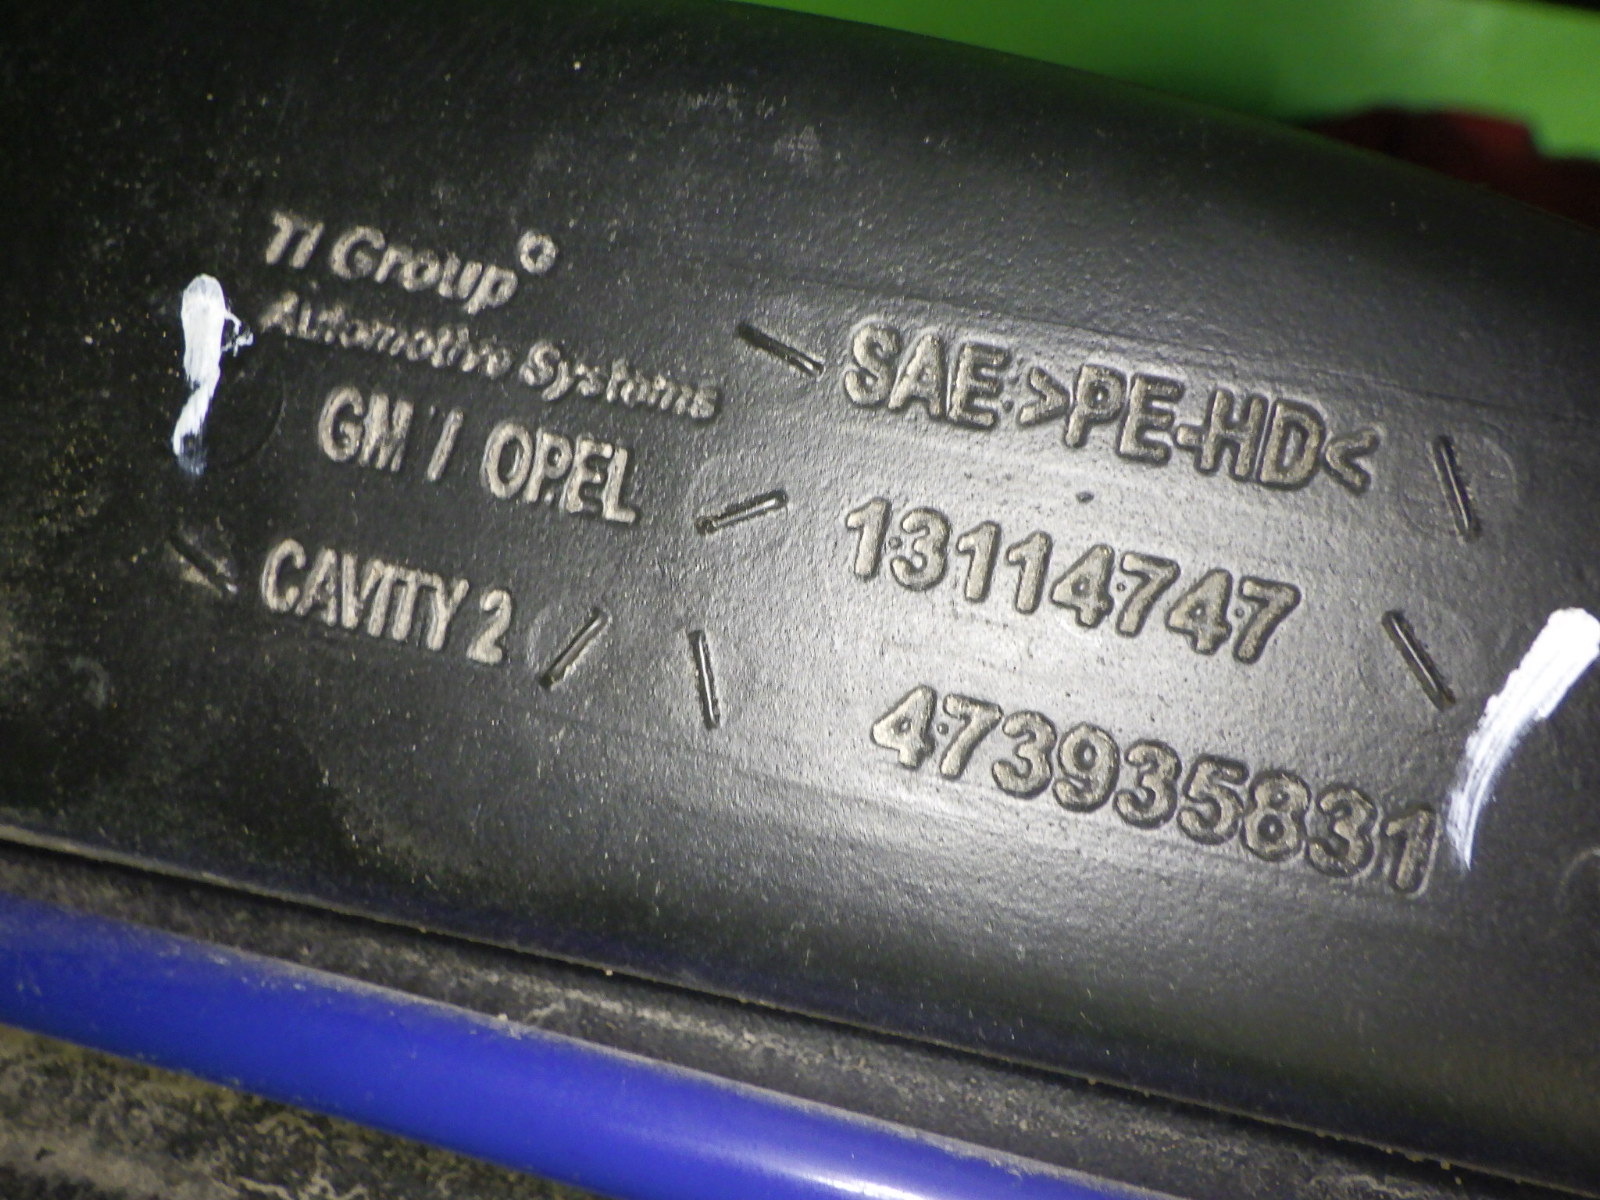 TI Group
Automotive Systems
GM / OPEL
CAVITY 2
SAE >PE-HD<
13114747
473935831